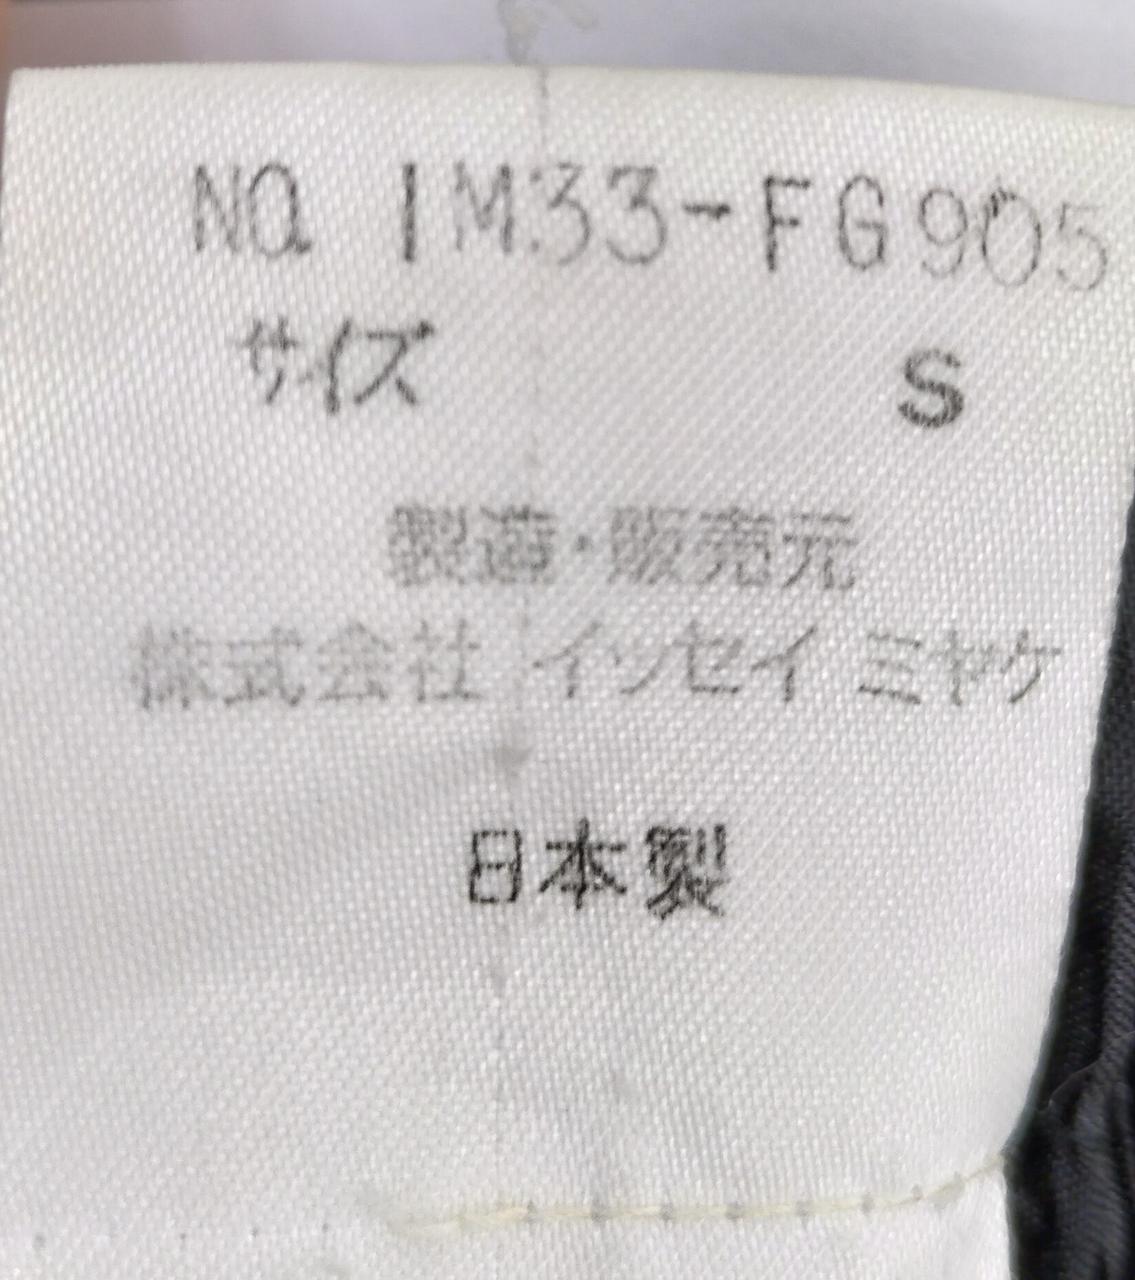 No. IM33-FG905
サイズ S
製造・販売元
株式会社 イッセイ ミヤケ
日本製